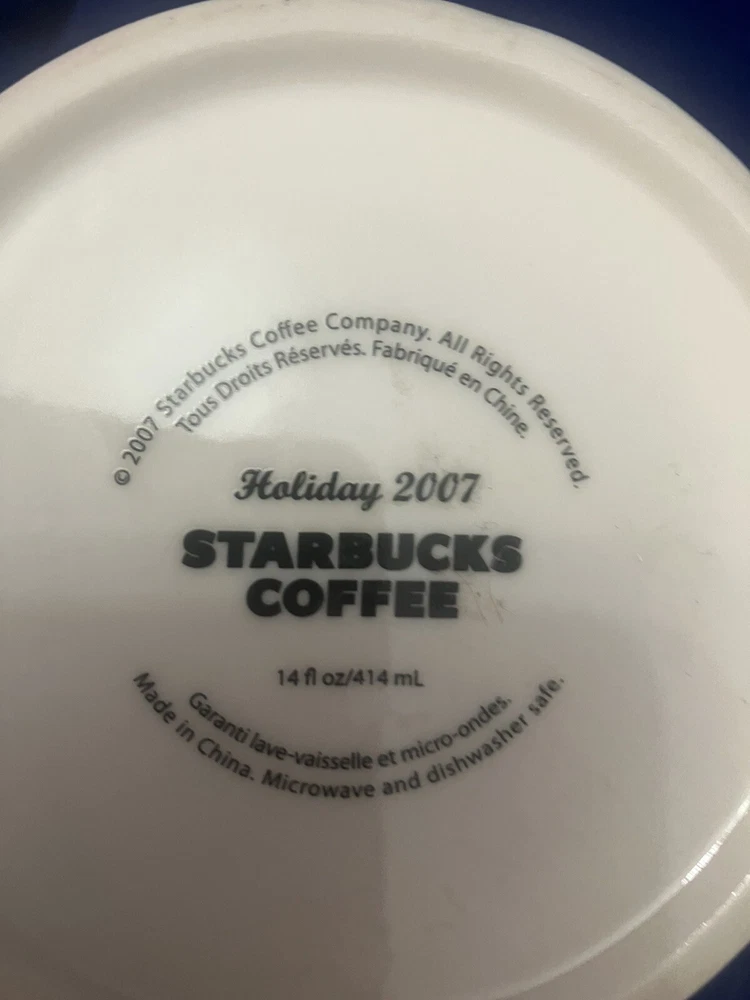 © 2007 Starbucks Coffee Company. All Rights Reserved.
Tous Droits Réservés. Fabriqué en Chine.
Holiday 2007
STARBUCKS
COFFEE
14 fl oz/414 mL
Garanti lave-vaisselle et micro-ondes.
Made in China. Microwave and dishwasher safe.